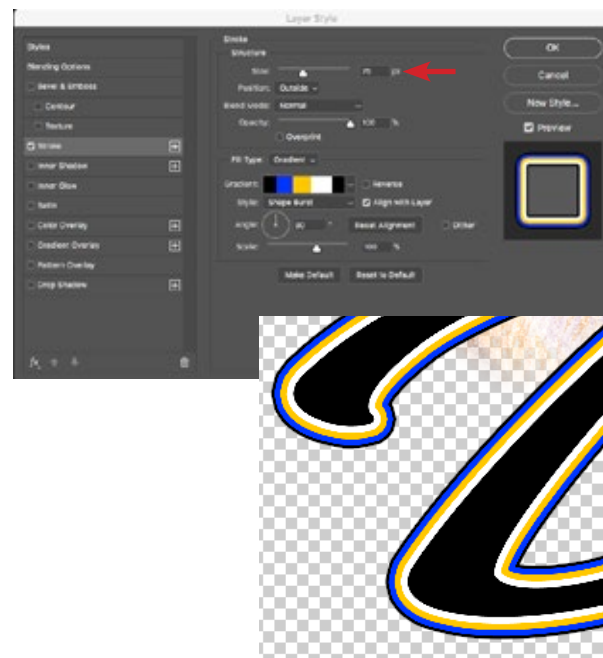 Layer Style
Styles
Blending Options
Bevel & Emboss
Contour
Texture
Stroke
Inner Shadow
Inner Glow
Satin
Color Overlay
Gradient Overlay
Pattern Overlay
Drop Shadow
fx
Stroke
Structure
Size: px
Position: Outside
Blend Mode: Normal
Opacity: 100 %
Overprint
Fill Type: Gradient
Gradient: Reverse
Style: Shape Burst Align with Layer
Angle: 90 ° Reset Alignment Dither
Scale: 100 %
Make Default Reset to Default
OK
Cancel
New Style...
Preview